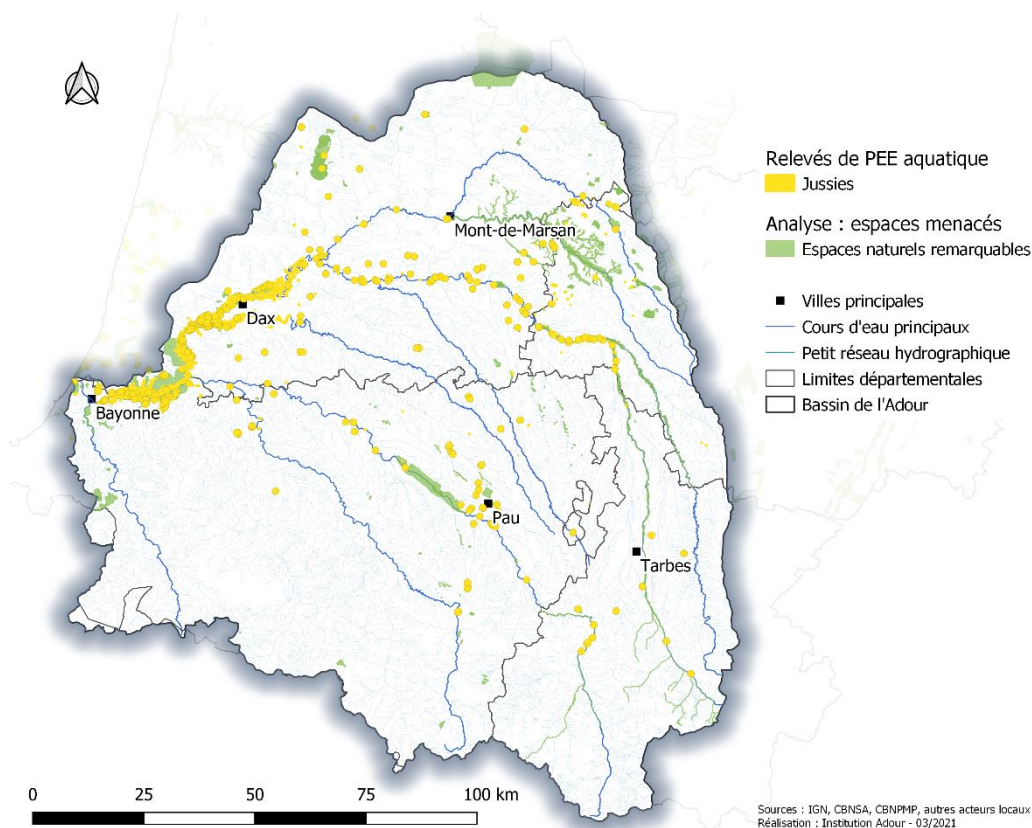 Relevés de PEE aquatique
Jussies
Analyse : espaces menacés
Espaces naturels remarquables
Villes principales
Cours d'eau principaux
Petit réseau hydrographique
Limites départementales
Bassin de l'Adour
Mont-de-Marsan
Dax
Bayonne
Pau
Tarbes
0 25 50 75 100 km
Sources : IGN, CBNSA, CBNPMP, autres acteurs locaux
Réalisation : Institution Adour - 03/2021